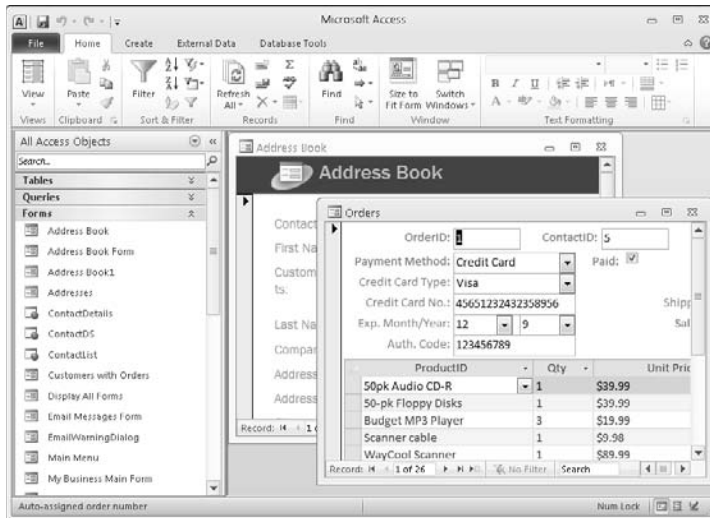 Microsoft Access
File Home Create External Data Database Tools
View Paste Filter Refresh All Find Size to Fit Form Switch Windows
Views Clipboard Sort & Filter Records Find Window Text Formatting
All Access Objects
Search...
Tables
Queries
Forms
Address Book
Address Book Form
Address Book1
Addresses
ContactDetails
ContactDS
ContactList
Customers with Orders
Display All Forms
Email Messages Form
EmailWarningDialog
Main Menu
My Business Main Form
Address Book
Address Book
Contact
First Na
Custom
ts:
Last Na
Compa
Address
Address
Record: 1
Orders
OrderID: 1 ContactID: 5
Payment Method: Credit Card Paid:
Credit Card Type: Visa
Credit Card No.: 45651232432358956 Shipp
Exp. Month/Year: 12 9 Sal
Auth. Code: 123456789
ProductID Qty Unit Pric
50pk Audio CD-R 1 $39.99
50-pk Floppy Disks 1 $39.99
Budget MP3 Player 3 $19.99
Scanner cable 1 $9.98
WayCool Scanner 1 $89.99
Record: 1 of 26 No Filter Search
Auto-assigned order number Num Lock